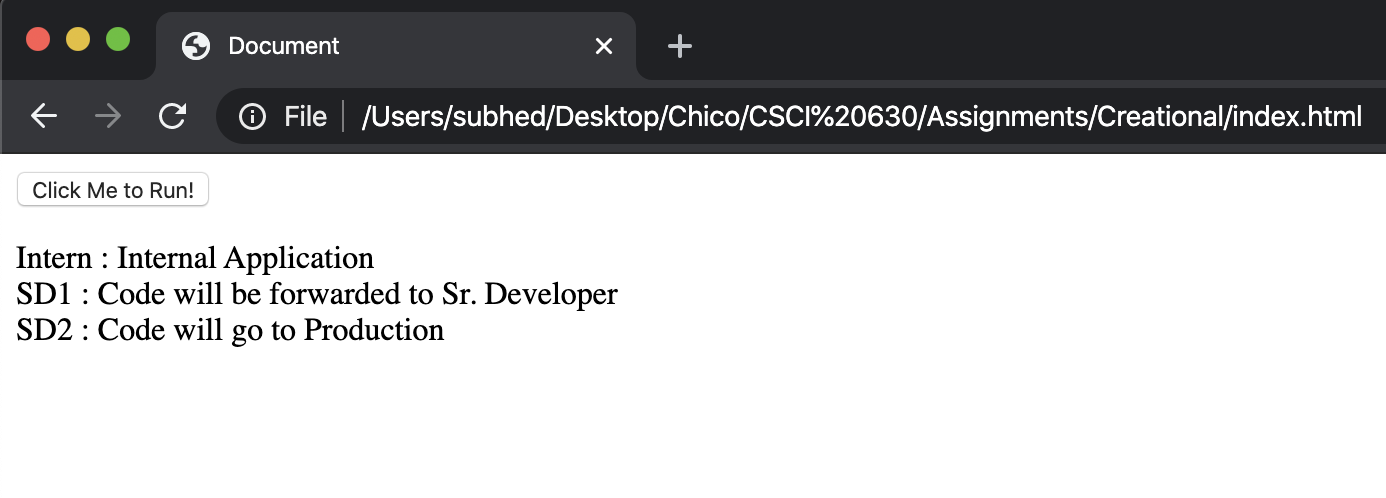 Document
File /Users/subhed/Desktop/Chico/CSCI%20630/Assignments/Creational/index.html
Click Me to Run!
Intern : Internal Application
SD1 : Code will be forwarded to Sr. Developer
SD2 : Code will go to Production